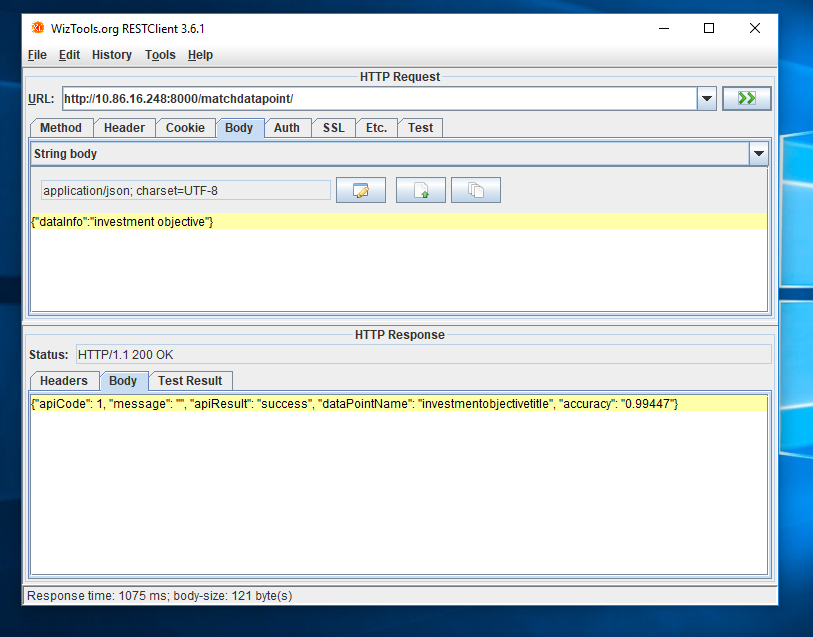 WizTools.org RESTClient 3.6.1
File Edit History Tools Help
HTTP Request
URL: http://10.86.16.248:8000/matchdatapoint/
Method Header Cookie Body Auth SSL Etc. Test
String body
application/json; charset=UTF-8
{"dataInfo":"investment objective"}
HTTP Response
Status: HTTP/1.1 200 OK
Headers Body Test Result
{"apiCode": 1, "message": "", "apiResult": "success", "dataPointName": "investmentobjectivetitle", "accuracy": "0.99447"}
Response time: 1075 ms; body-size: 121 byte(s)